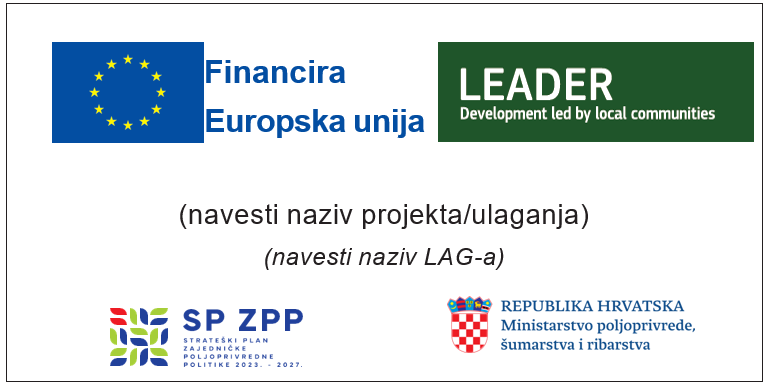 Financira
Europska unija
LEADER
Development led by local communities
(navesti naziv projekta/ulaganja)
(navesti naziv LAG-a)
SP ZPP
STRATEŠKI PLAN
ZAJEDNIČKE
POLJOPRIVREDNE
POLITIKE 2023. - 2027.
REPUBLIKA HRVATSKA
Ministarstvo poljoprivrede,
šumarstva i ribarstva